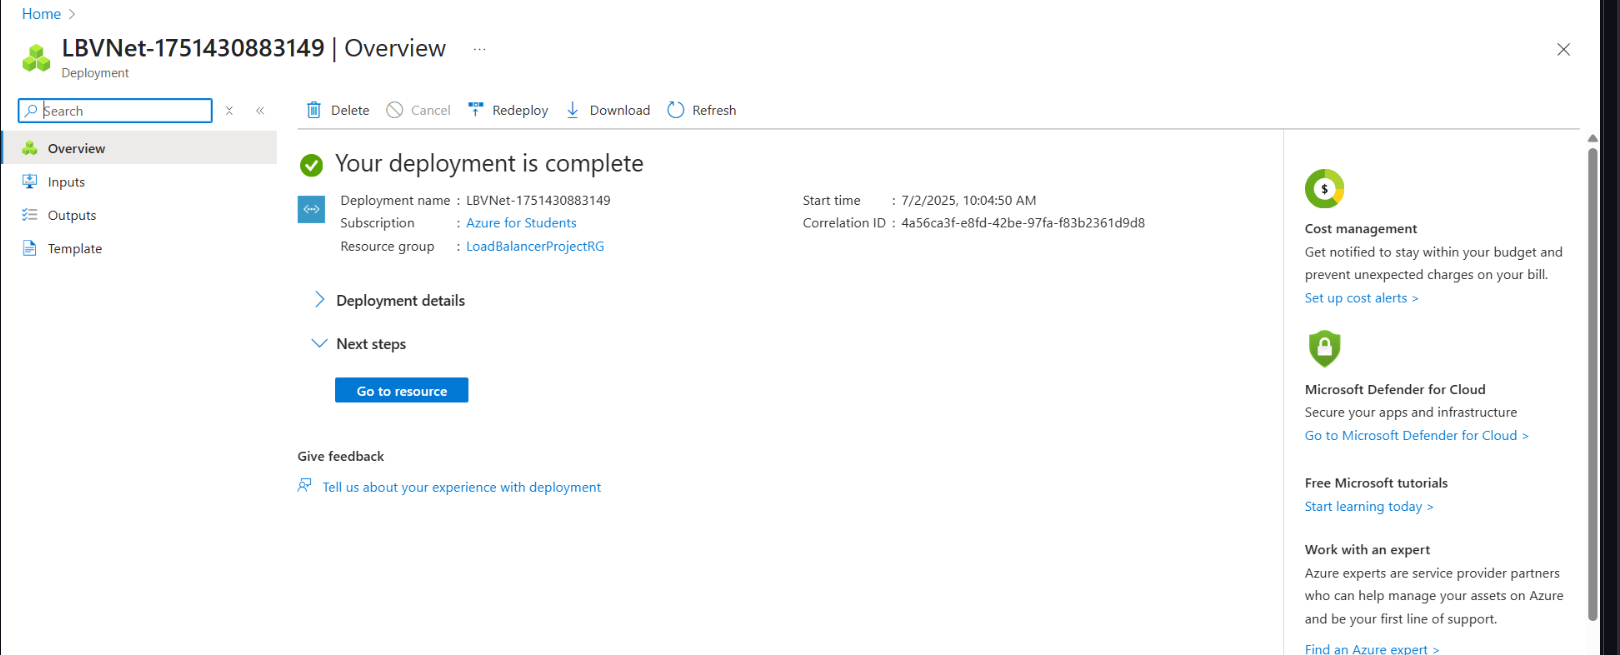 Home >
LBVNet-1751430883149 | Overview ...
Deployment
Search
Overview
Inputs
Outputs
Template
Delete
Cancel
Redeploy
Download
Refresh
Your deployment is complete
Deployment name : LBVNet-1751430883149
Subscription : Azure for Students
Resource group : LoadBalancerProjectRG
Start time : 7/2/2025, 10:04:50 AM
Correlation ID : 4a56ca3f-e8fd-42be-97fa-f83b2361d9d8
Deployment details
Next steps
Go to resource
Give feedback
Tell us about your experience with deployment
$
Cost management
Get notified to stay within your budget and
prevent unexpected charges on your bill.
Set up cost alerts >
Microsoft Defender for Cloud
Secure your apps and infrastructure
Go to Microsoft Defender for Cloud >
Free Microsoft tutorials
Start learning today >
Work with an expert
Azure experts are service provider partners
who can help manage your assets on Azure
and be your first line of support.
Find an Azure expert >